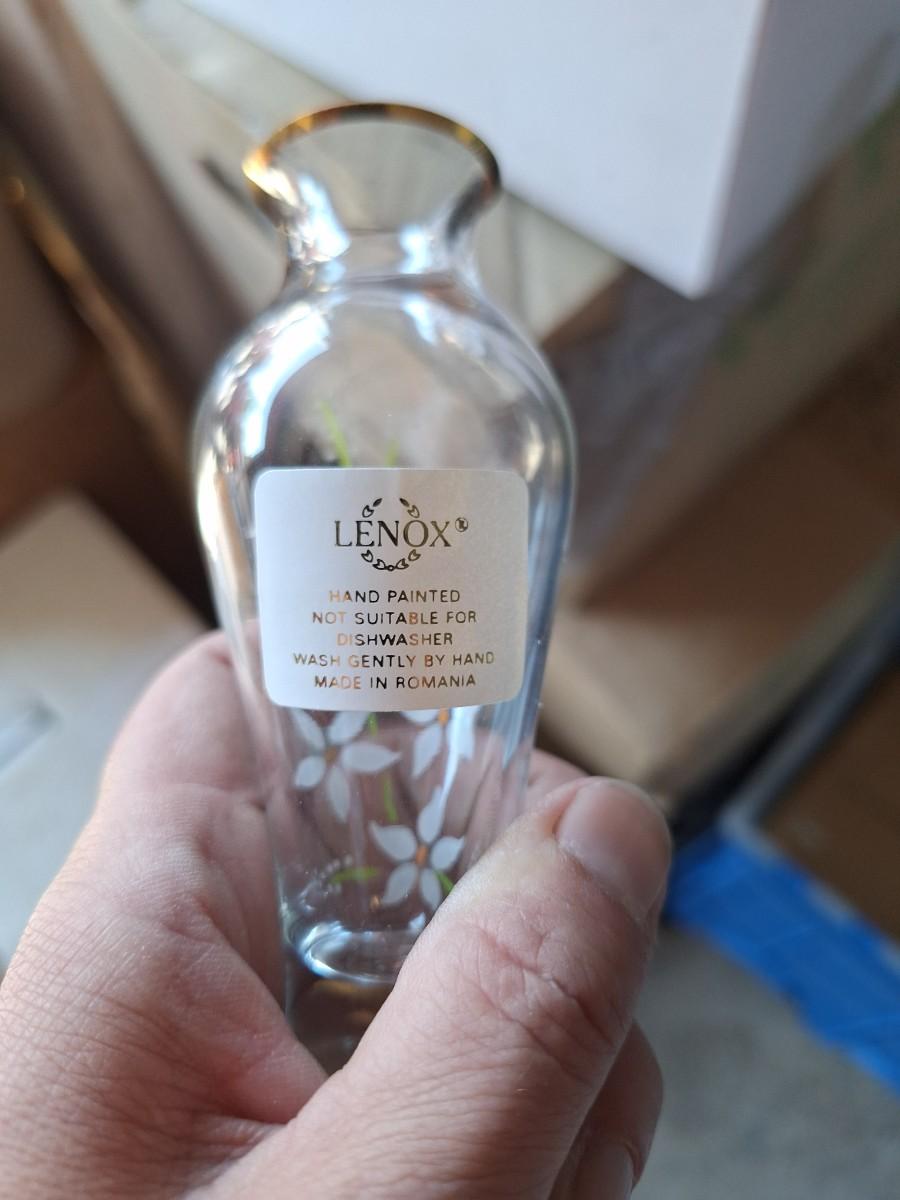 LENOX®
HAND PAINTED
NOT SUITABLE FOR
DISHWASHER
WASH GENTLY BY HAND
MADE IN ROMANIA